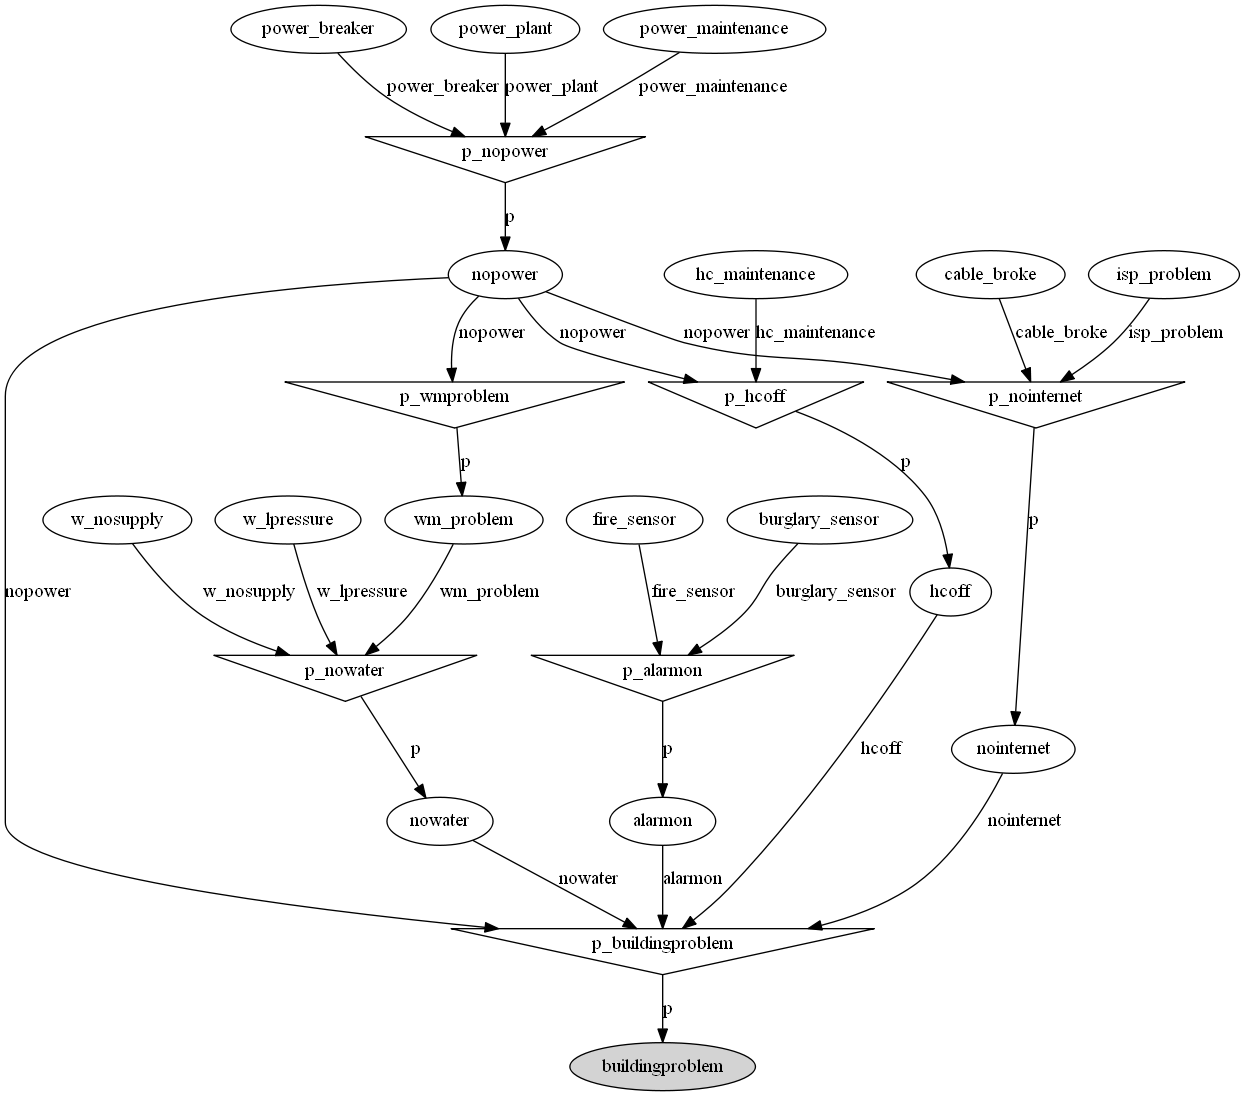 power_breaker
power_plant
power_maintenance
power_breaker
power_plant
power_maintenance
p_nopower
p
nopower
hc_maintenance
cable_broke
isp_problem
nopower
nopower
nopower
hc_maintenance
cable_broke
isp_problem
p_wmproblem
p_hcoff
p_nointernet
p
p
p
w_nosupply
w_lpressure
wm_problem
fire_sensor
burglary_sensor
nopower
w_nosupply
w_lpressure
wm_problem
fire_sensor
burglary_sensor
hcoff
p_nowater
p_alarmon
p
p
hcoff
nointernet
nowater
alarmon
nointernet
nowater
alarmon
p_buildingproblem
p
buildingproblem